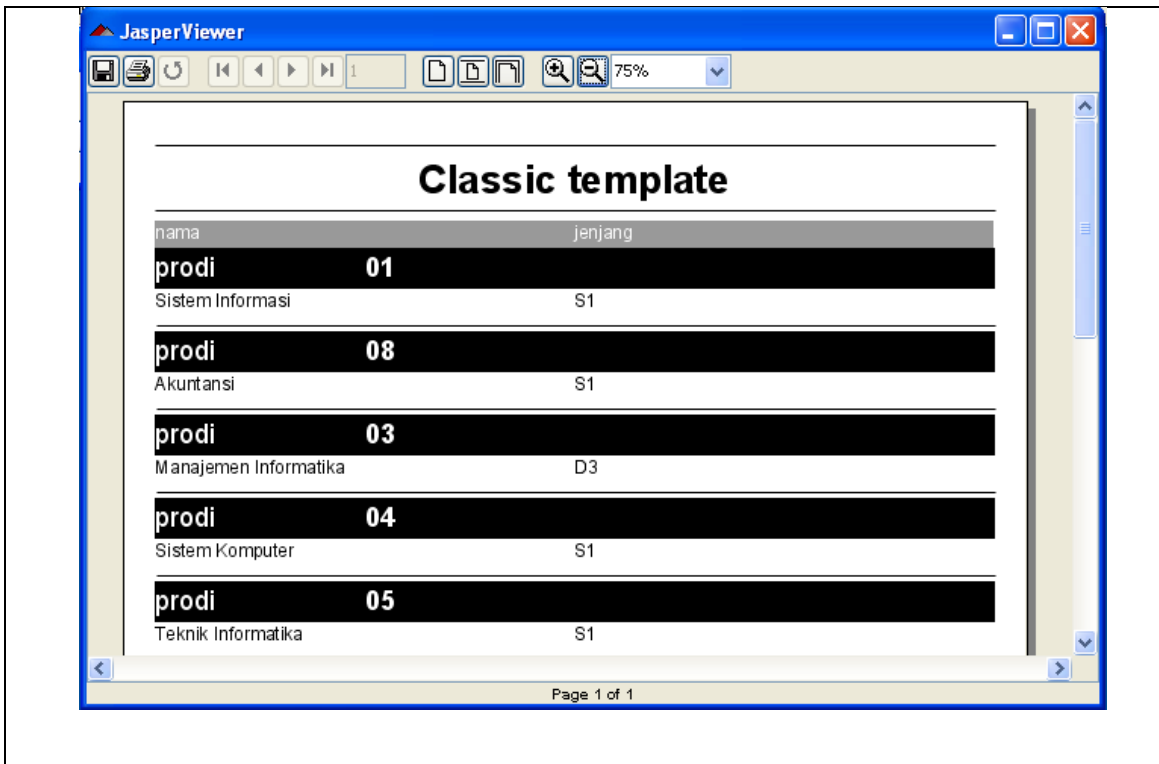 JasperViewer
1 75%
Classic template
nama jenjang
prodi 01
Sistem Informasi S1
prodi 08
Akuntansi S1
prodi 03
Manajemen Informatika D3
prodi 04
Sistem Komputer S1
prodi 05
Teknik Informatika S1
Page 1 of 1